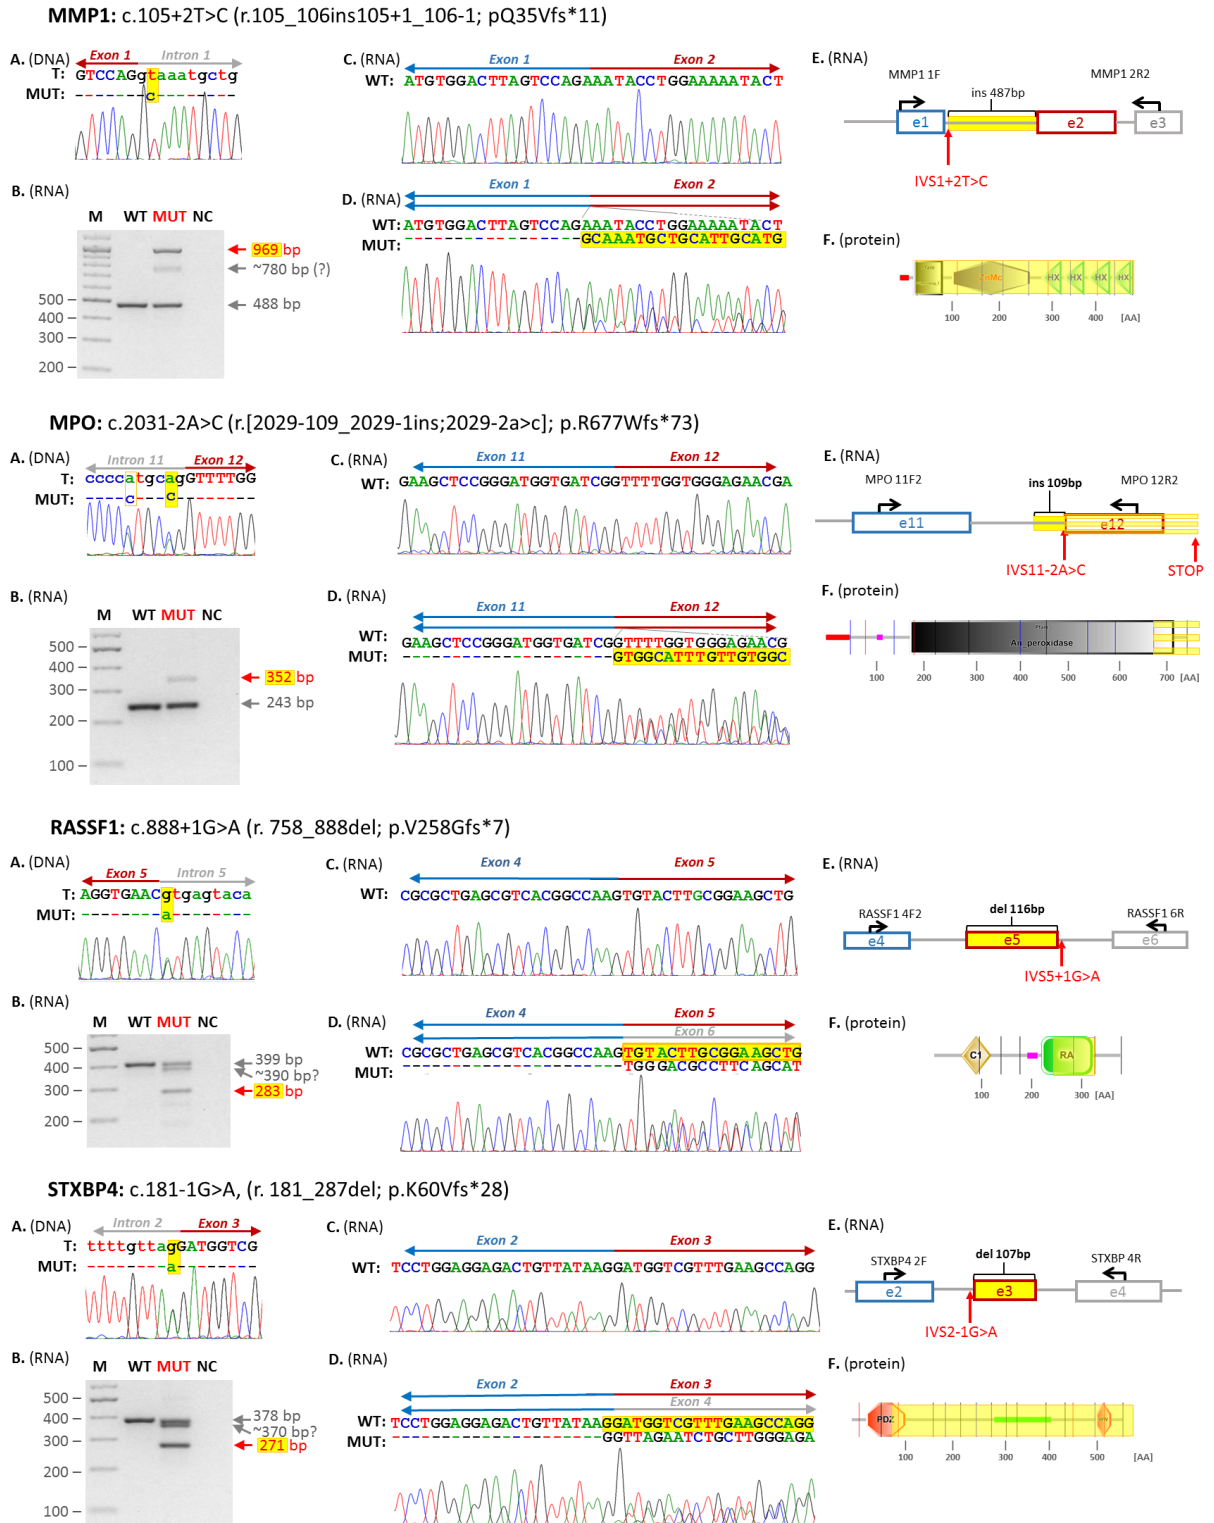 MMP1: c.105+2T>C (r.105_106ins105+1_106-1; pQ35Vfs*11)
A. (DNA)
Exon 1 Intron 1
T: GTCCAGgtaaatgctg
MUT: c
B. (RNA)
M WT MUT NC
969 bp
~780 bp (?)
488 bp
500
400
300
200
C. (RNA)
Exon 1 Exon 2
WT: ATGTGGACTTAGTCCAGAAATACCTGGAAAAATACT
D. (RNA)
Exon 1 Exon 2
WT: ATGTGGACTTAGTCCAGAAATACCTGGAAAAATACT
MUT: GCAAATGCTGCATTGCATG
E. (RNA)
MMP1 1F MMP1 2R2
ins 487bp
e1 e2 e3
IVS1+2T>C
F. (protein)
ZnMc HX HX HX HX
100 200 300 400 [AA]
MPO: c.2031-2A>C (r.[2029-109_2029-1ins;2029-2a>c]; p.R677Wfs*73)
A. (DNA)
Intron 11 Exon 12
T: ccccatgcagGTTTTGG
MUT: c c
B. (RNA)
M WT MUT NC
500
400
300
200
100
352 bp
243 bp
C. (RNA)
Exon 11 Exon 12
WT: GAAGCTCCGGGATGGTGATCGGTTTTGGTGGGAGAACGA
D. (RNA)
Exon 11 Exon 12
WT: GAAGCTCCGGGATGGTGATCGGTTTTGGTGGGAGAACG
MUT: GTGGCATTTGTTGTGGC
E. (RNA)
MPO 11F2 ins 109bp MPO 12R2
e11 e12
IVS11-2A>C STOP
F. (protein)
An_peroxidase
100 200 300 400 500 600 700 [AA]
RASSF1: c.888+1G>A (r. 758_888del; p.V258Gfs*7)
A. (DNA)
Exon 5 Intron 5
T: AGGTGAACgtgagtaca
MUT: a
B. (RNA)
M WT MUT NC
500
400
300
200
399 bp
~390 bp?
283 bp
C. (RNA)
Exon 4 Exon 5
WT: CGCGCTGAGCGTCACGGCCAAGTGTACTTGCGGAAGCTG
D. (RNA)
Exon 4 Exon 5
Exon 6
WT: CGCGCTGAGCGTCACGGCCAAGTGTACTTGCGGAAGCTG
MUT: TGGGACGCCTTCAGCAT
E. (RNA)
RASSF1 4F2 del 116bp RASSF1 6R
e4 e5 e6
IVS5+1G>A
F. (protein)
C1 RA
100 200 300 [AA]
STXBP4: c.181-1G>A, (r. 181_287del; p.K60Vfs*28)
A. (DNA)
Intron 2 Exon 3
T: ttttgttagGATGGTCG
MUT: a
B. (RNA)
M WT MUT NC
500
400
300
200
100
378 bp
~370 bp?
271 bp
C. (RNA)
Exon 2 Exon 3
WT: TCCTGGAGGAGACTGTTATAAGGATGGTCGTTTGAAGCCAGG
D. (RNA)
Exon 2 Exon 3
Exon 4
WT: TCCTGGAGGAGACTGTTATAAGGATGGTCGTTTGAAGCCAGG
MUT: GGTTAGAATCTGCTTGGGAGA
E. (RNA)
STXBP4 2F del 107bp STXBP 4R
e2 e3 e4
IVS2-1G>A
F. (protein)
PDZ
100 200 300 400 500 [AA]